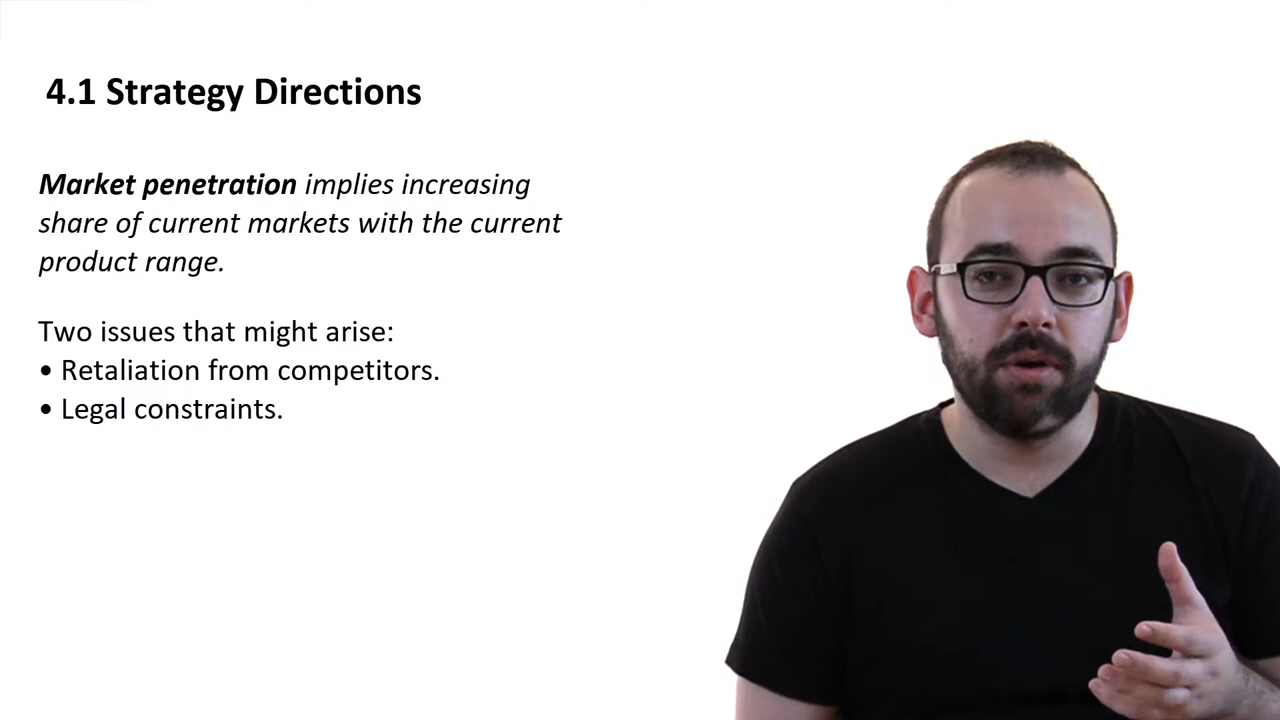 4.1 Strategy Directions
Market penetration implies increasing
share of current markets with the current
product range.
Two issues that might arise:
• Retaliation from competitors.
• Legal constraints.